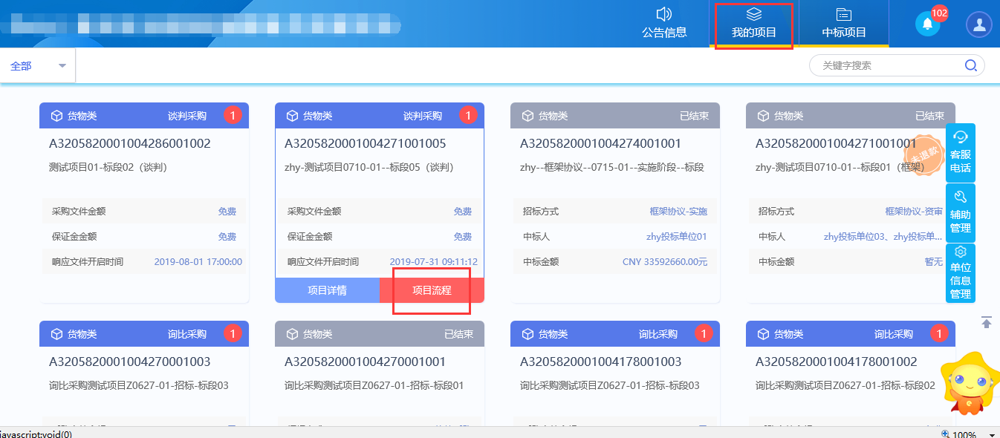 公告信息
我的项目
中标项目
102
全部
关键字搜索
货物类 谈判采购 1
A3205820001004286001002
测试项目01-标段02（谈判）
采购文件金额 免费
保证金金额 免费
响应文件开启时间 2019-08-01 17:00:00
货物类 谈判采购 1
A3205820001004271001005
zhy-测试项目0710-01--标段05（谈判）
采购文件金额 免费
保证金金额 免费
响应文件开启时间 2019-07-31 09:11:12
项目详情 项目流程
货物类 已结束
A3205820001004274001001
zhy--框架协议--0715-01--实施阶段--标段
招标方式 框架协议-实施
中标人 zhy投标单位01
中标金额 CNY 33592660.00元
货物类 已结束
A3205820001004271001001
zhy-测试项目0710-01--标段01（框架）
未退款
招标方式 框架协议-资审
中标人 zhy投标单位03、zhy投标单...
中标金额 暂无
客服
电话
辅助
管理
单位
信息
管理
货物类 询比采购 1
A3205820001004270001003
询比采购测试项目Z0627-01-招标-标段03
货物类 已结束
A3205820001004270001001
询比采购测试项目Z0627-01-招标-标段01
货物类 询比采购 1
A3205820001004178001003
询比采购测试项目Z0627-01-招标-标段03
货物类 询比采购 1
A3205820001004178001002
询比采购测试项目Z0627-01-招标-标段02
javascript:void(0)
100%